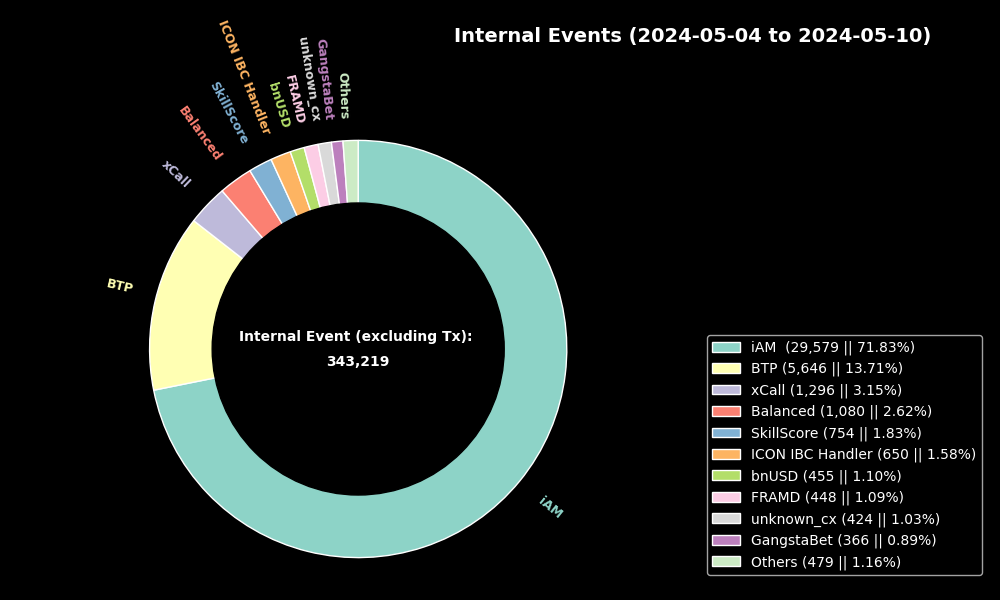 Internal Events (2024-05-04 to 2024-05-10)
Others
GangstaBet
unknown_cx
FRAMD
bnUSD
ICON IBC Handler
SkillScore
Balanced
xCall
BTP
iAM
Internal Event (excluding Tx):
343,219
iAM  (29,579 || 71.83%)
BTP (5,646 || 13.71%)
xCall (1,296 || 3.15%)
Balanced (1,080 || 2.62%)
SkillScore (754 || 1.83%)
ICON IBC Handler (650 || 1.58%)
bnUSD (455 || 1.10%)
FRAMD (448 || 1.09%)
unknown_cx (424 || 1.03%)
GangstaBet (366 || 0.89%)
Others (479 || 1.16%)